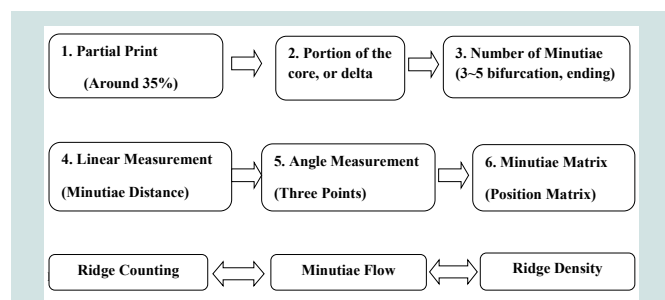 1. Partial Print
(Around 35%)
2. Portion of the
core, or delta
3. Number of Minutiae
(3~5 bifurcation, ending)
4. Linear Measurement
(Minutiae Distance)
5. Angle Measurement
(Three Points)
6. Minutiae Matrix
(Position Matrix)
Ridge Counting
Minutiae Flow
Ridge Density